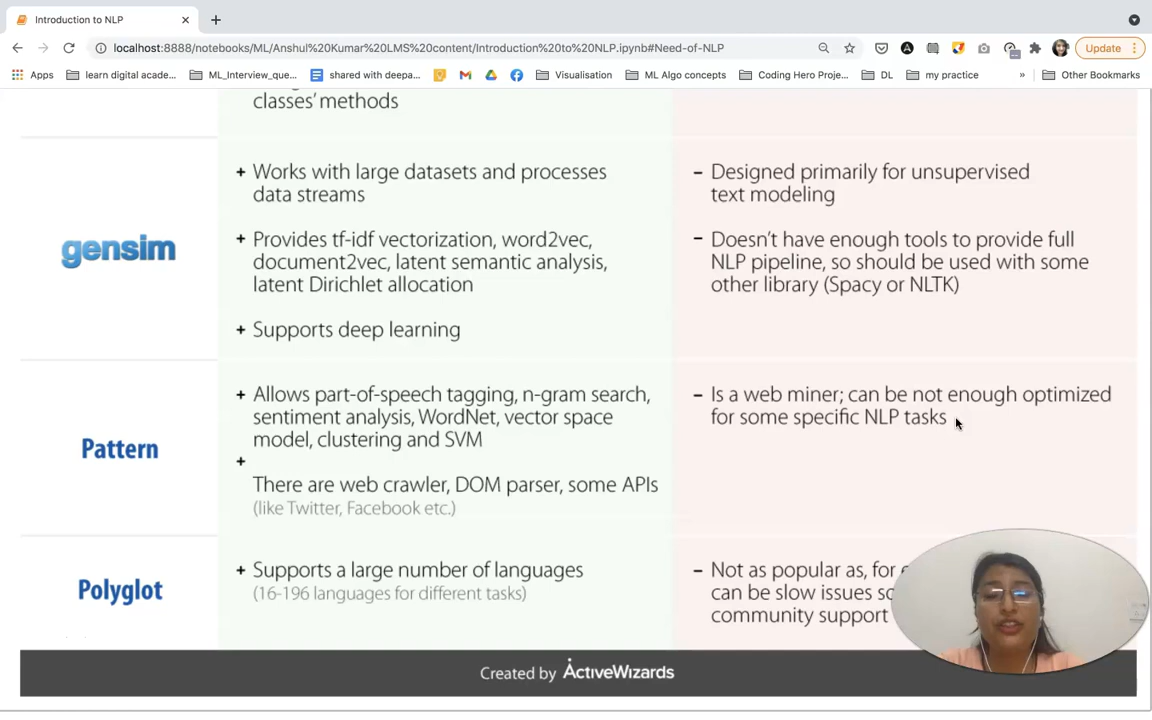 Introduction to NLP
localhost:8888/notebooks/ML/Anshul%20Kumar%20LMS%20content/Introduction%20to%20NLP.ipynb#Need-of-NLP
Update
Apps
learn digital acade...
ML_Interview_que...
shared with deepa...
Visualisation
ML Algo concepts
Coding Hero Proje...
DL
my practice
»
Other Bookmarks
classes' methods
gensim
+ Works with large datasets and processes
data streams
+ Provides tf-idf vectorization, word2vec,
document2vec, latent semantic analysis,
latent Dirichlet allocation
+ Supports deep learning
- Designed primarily for unsupervised
text modeling
- Doesn't have enough tools to provide full
NLP pipeline, so should be used with some
other library (Spacy or NLTK)
Pattern
+ Allows part-of-speech tagging, n-gram search,
sentiment analysis, WordNet, vector space
model, clustering and SVM
+
There are web crawler, DOM parser, some APIs
(like Twitter, Facebook etc.)
- Is a web miner; can be not enough optimized
for some specific NLP tasks
Polyglot
+ Supports a large number of languages
(16-196 languages for different tasks)
- Not as popular as, for
can be slow issues
community support
Created by ActiveWizards